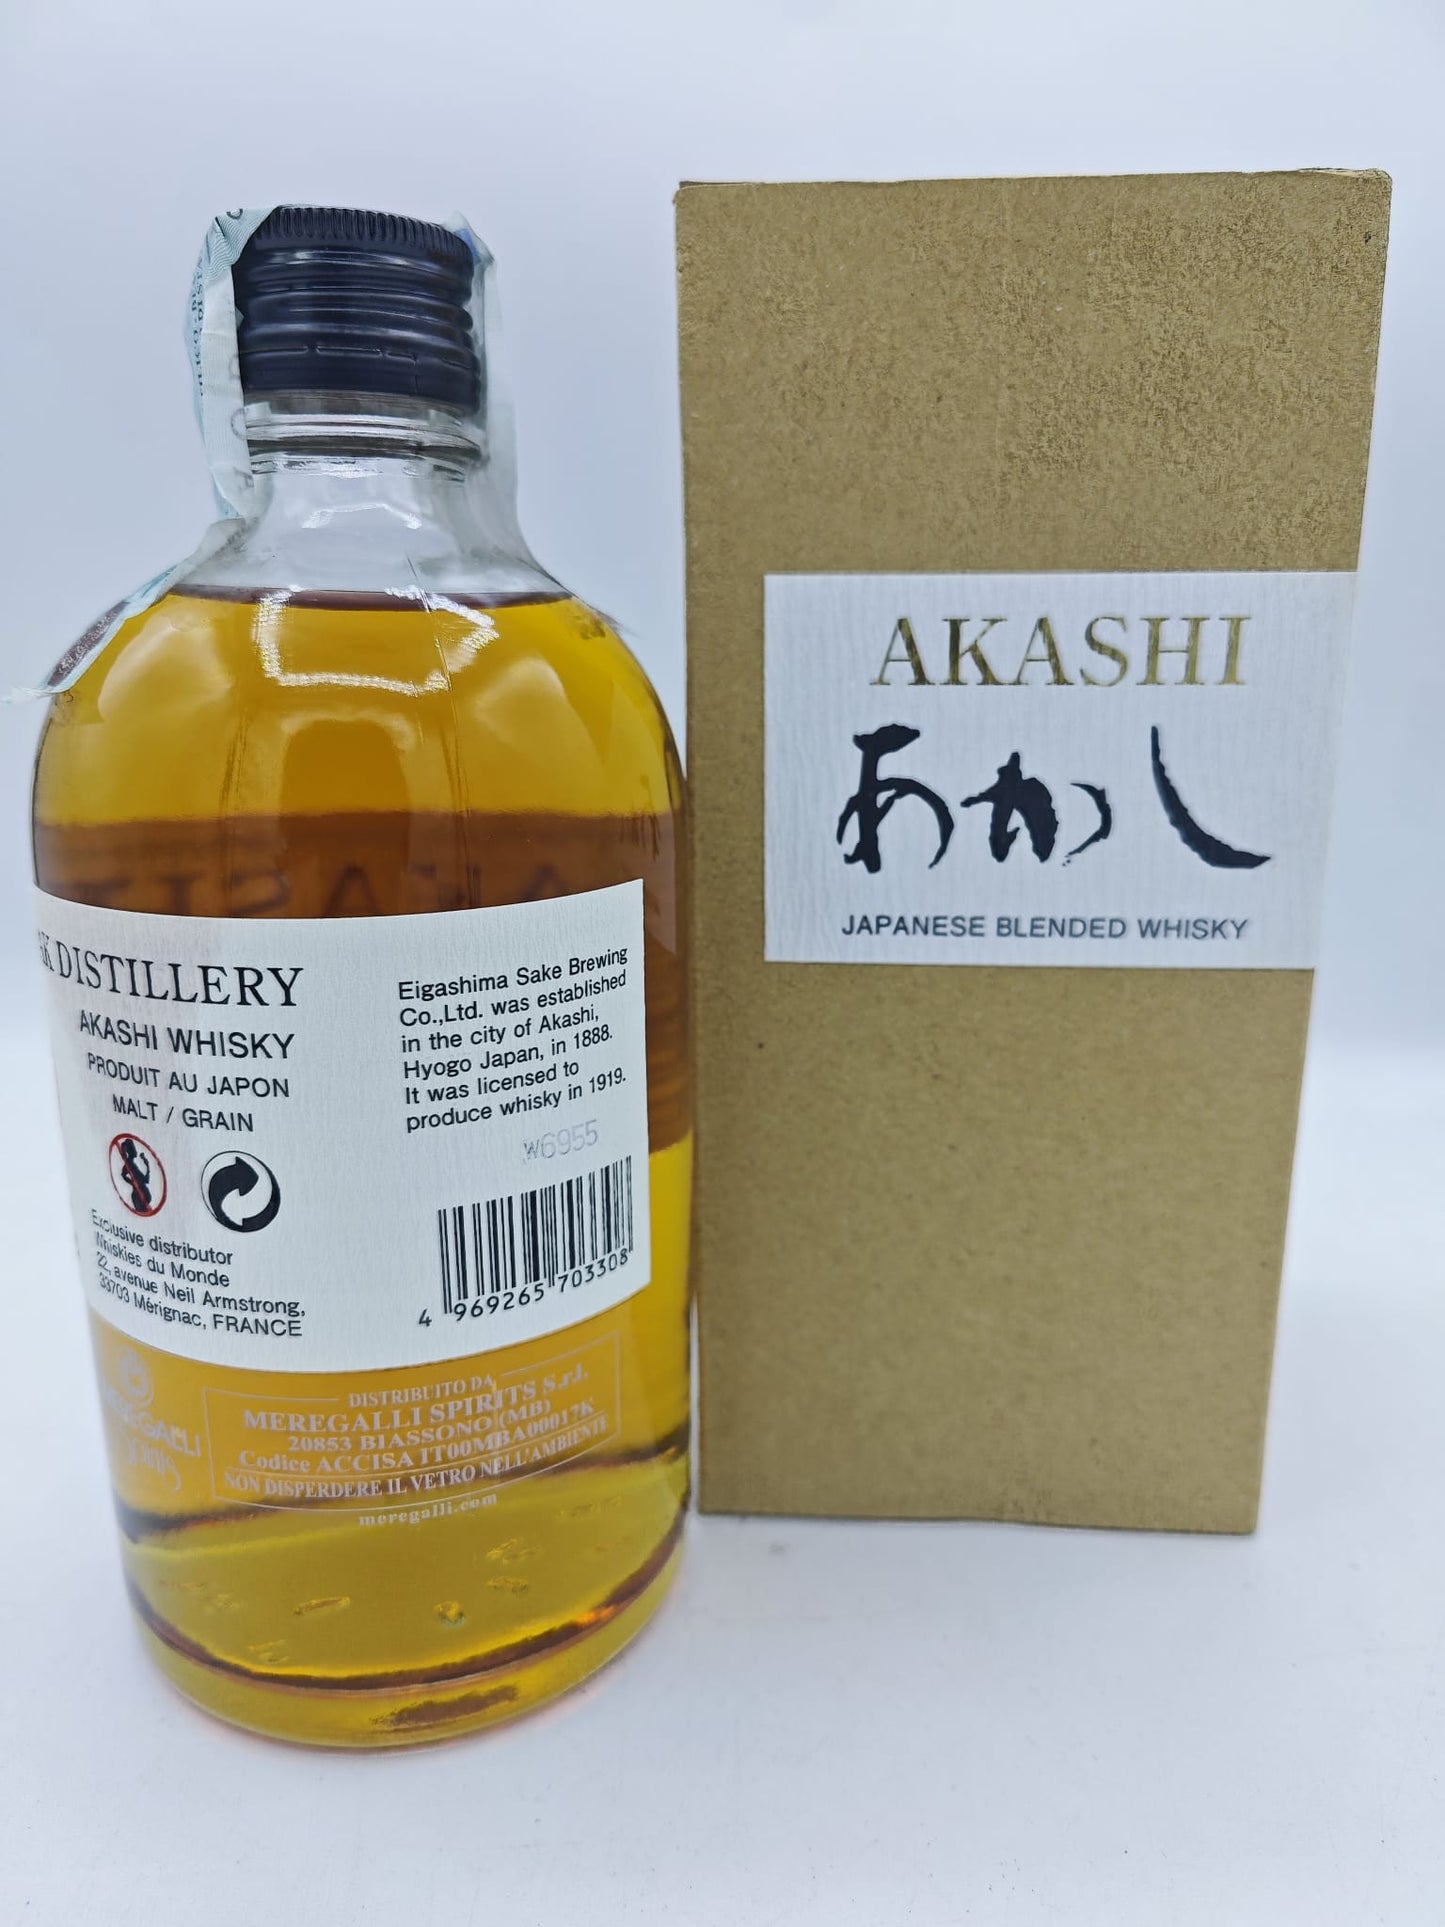 AKASHI
あかし
JAPANESE BLENDED WHISKY
DISTILLERY
AKASHI WHISKY
PRODUIT AU JAPON
MALT / GRAIN
Exclusive distributor
Whiskies du Monde
22, avenue Neil Armstrong,
33703 Mérignac, FRANCE
Eigashima Sake Brewing
Co.,Ltd. was established
in the city of Akashi,
Hyogo Japan, in 1888.
It was licensed to
produce whisky in 1919.
W6955
4 969265 703308
MEREGALLI
DISTRIBUITO DA
MEREGALLI SPIRITS S.r.l.
20853 BIASSONO (MB)
Codice ACCISA IT00MBA00017K
NON DISPERDERE IL VETRO NELL'AMBIENTE
meregalli.com